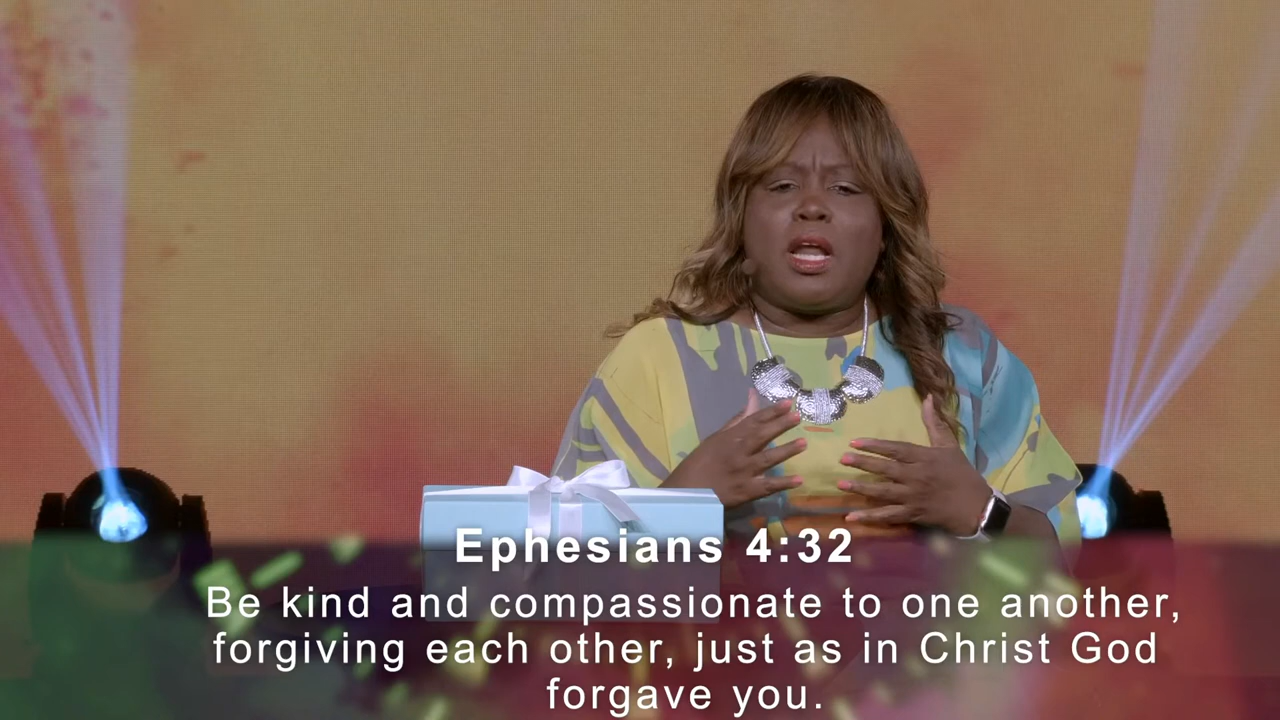 Ephesians 4:32
Be kind and compassionate to one another,
forgiving each other, just as in Christ God
forgave you.